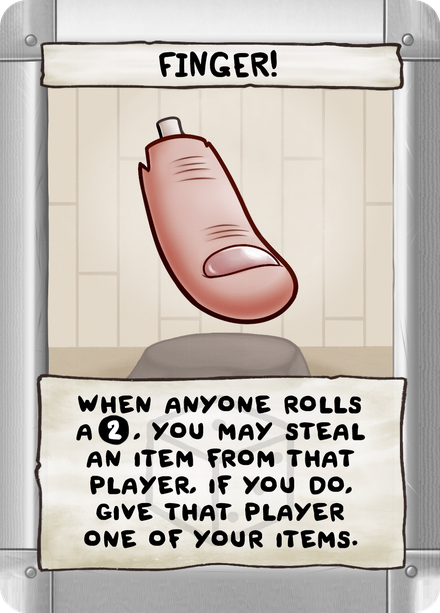 FINGER!
WHEN ANYONE ROLLS
A 2, YOU MAY STEAL
AN ITEM FROM THAT
PLAYER. IF YOU DO,
GIVE THAT PLAYER
ONE OF YOUR ITEMS.